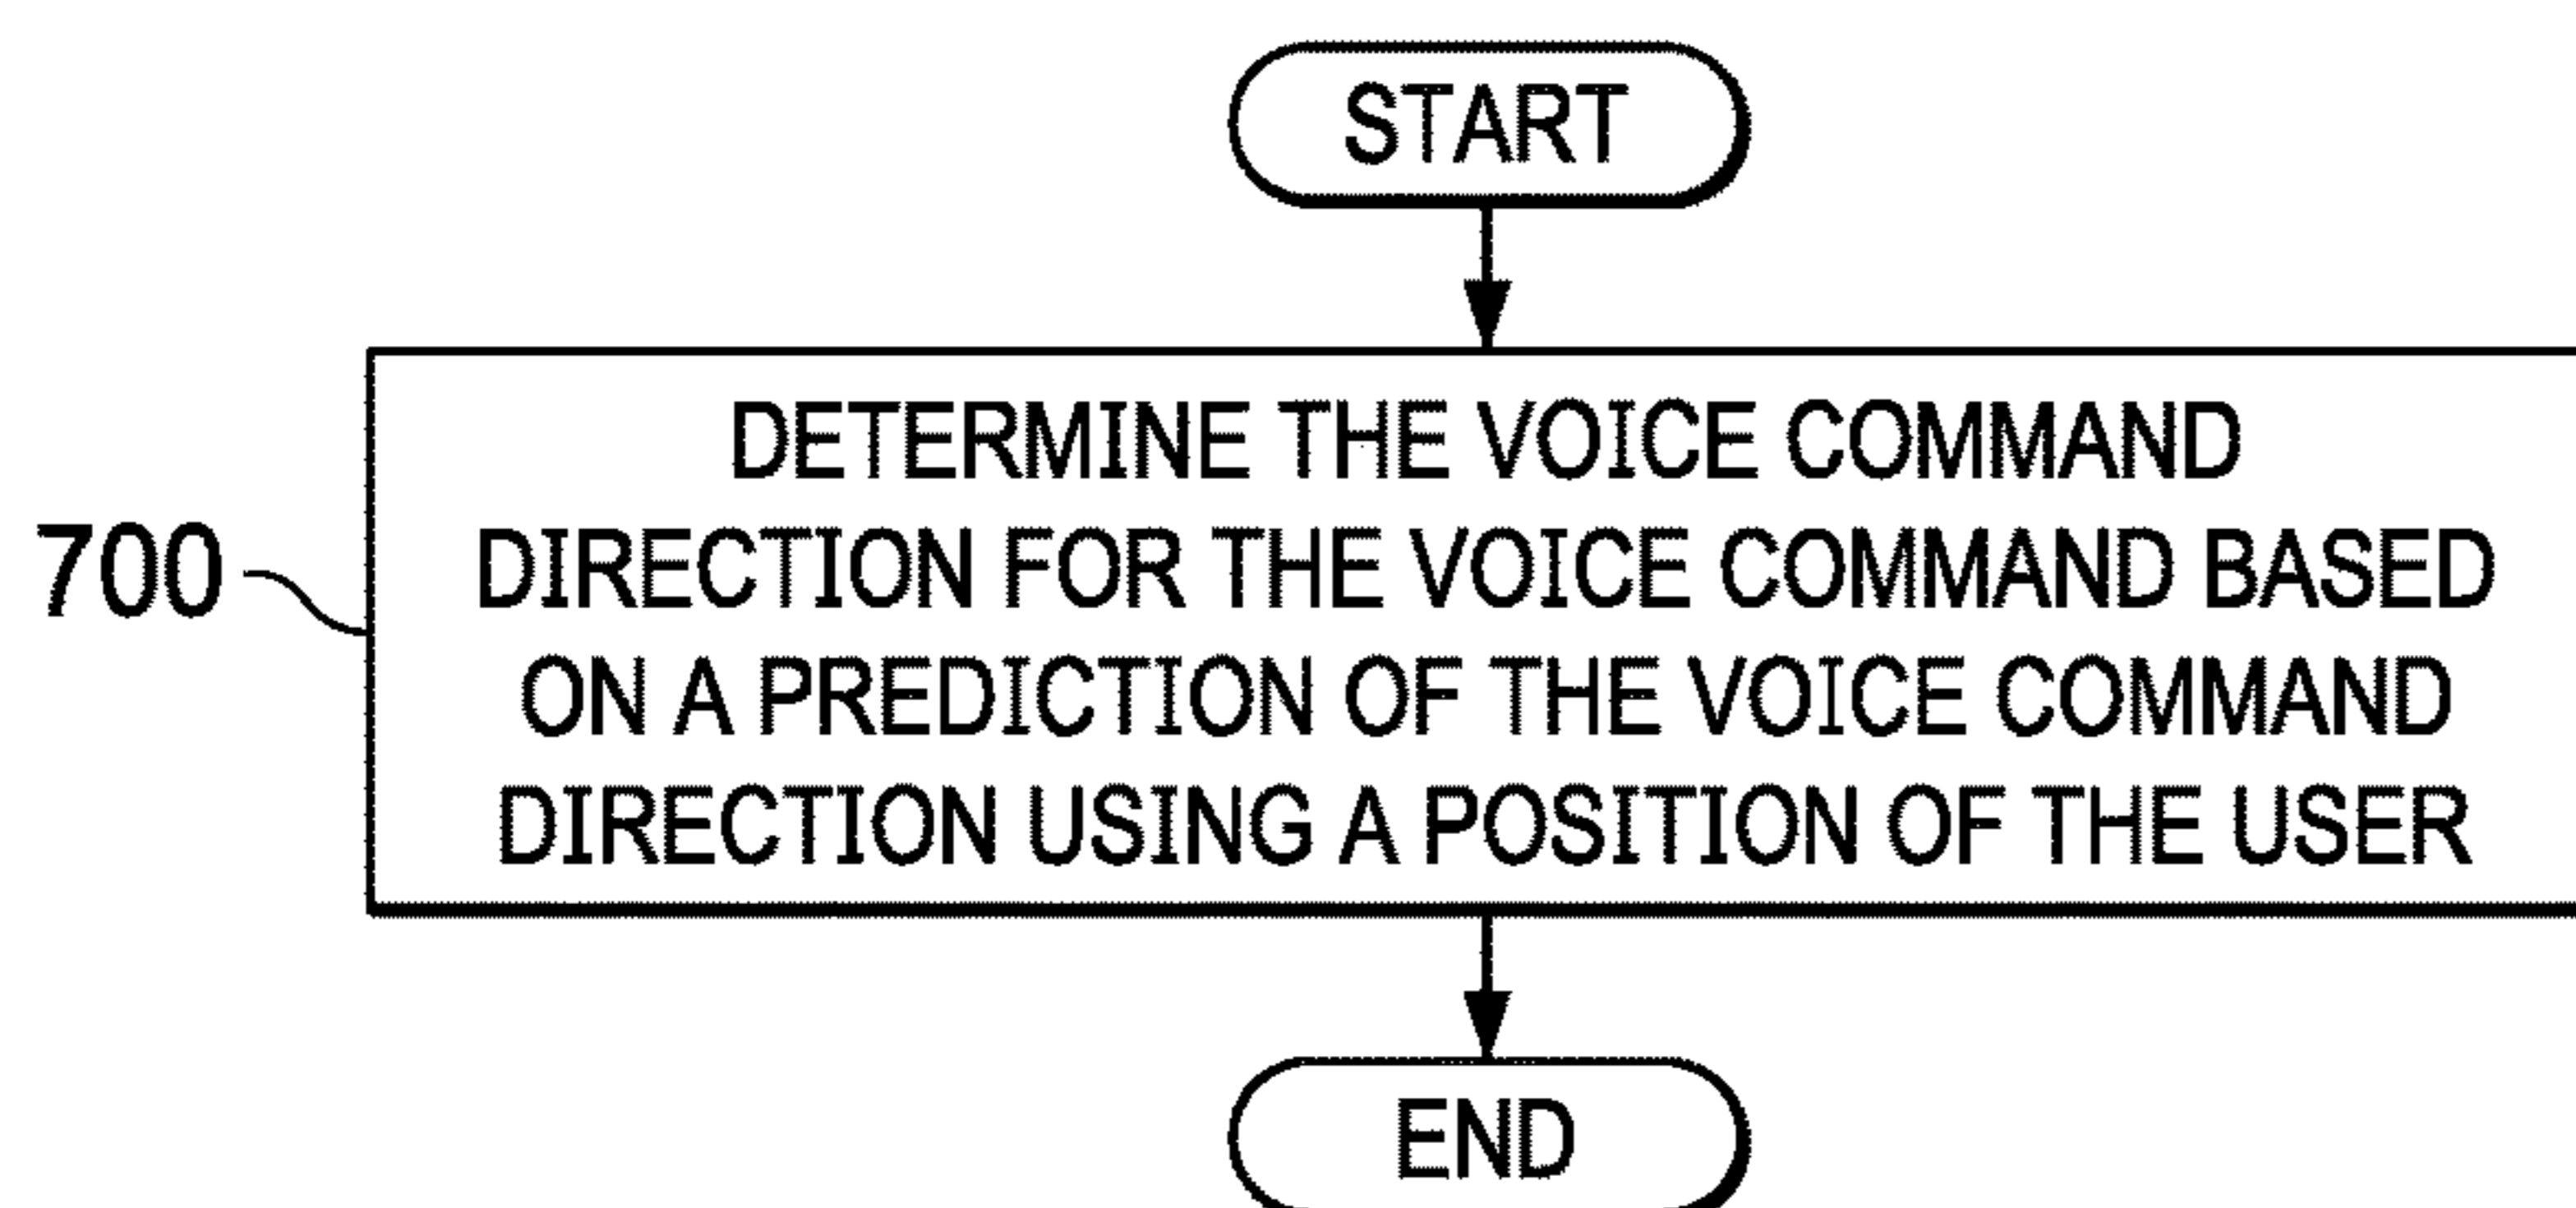 START
DETERMINE THE VOICE COMMAND
DIRECTION FOR THE VOICE COMMAND BASED
ON A PREDICTION OF THE VOICE COMMAND
DIRECTION USING A POSITION OF THE USER
700
END